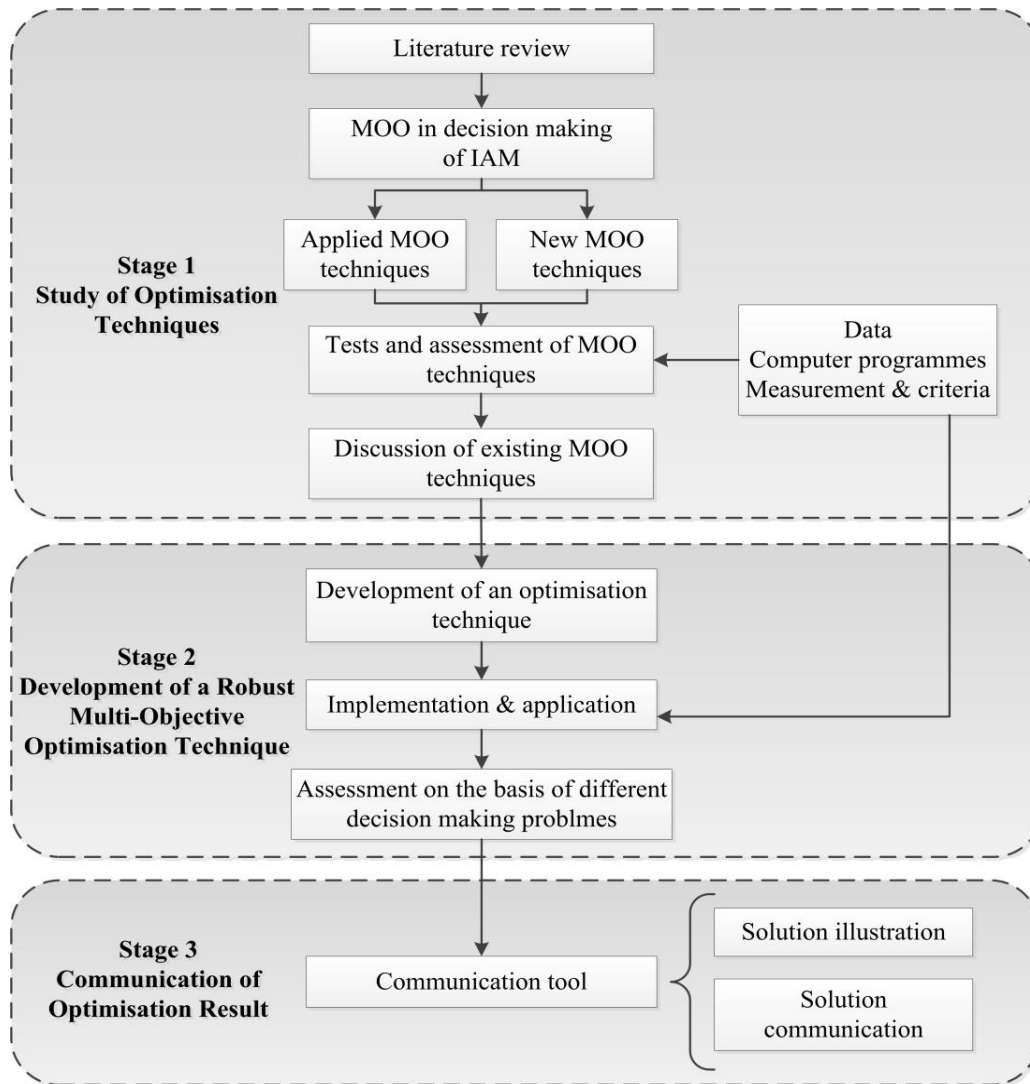 Literature review
MOO in decision making
of IAM
Applied MOO
techniques
New MOO
techniques
Stage 1
Study of Optimisation
Techniques
Tests and assessment of MOO
techniques
Data
Computer programmes
Measurement & criteria
Discussion of existing MOO
techniques
Development of an optimisation
technique
Stage 2
Development of a Robust
Multi-Objective
Optimisation Technique
Implementation & application
Assessment on the basis of different
decision making problmes
Stage 3
Communication of
Optimisation Result
Communication tool
Solution illustration
Solution
communication